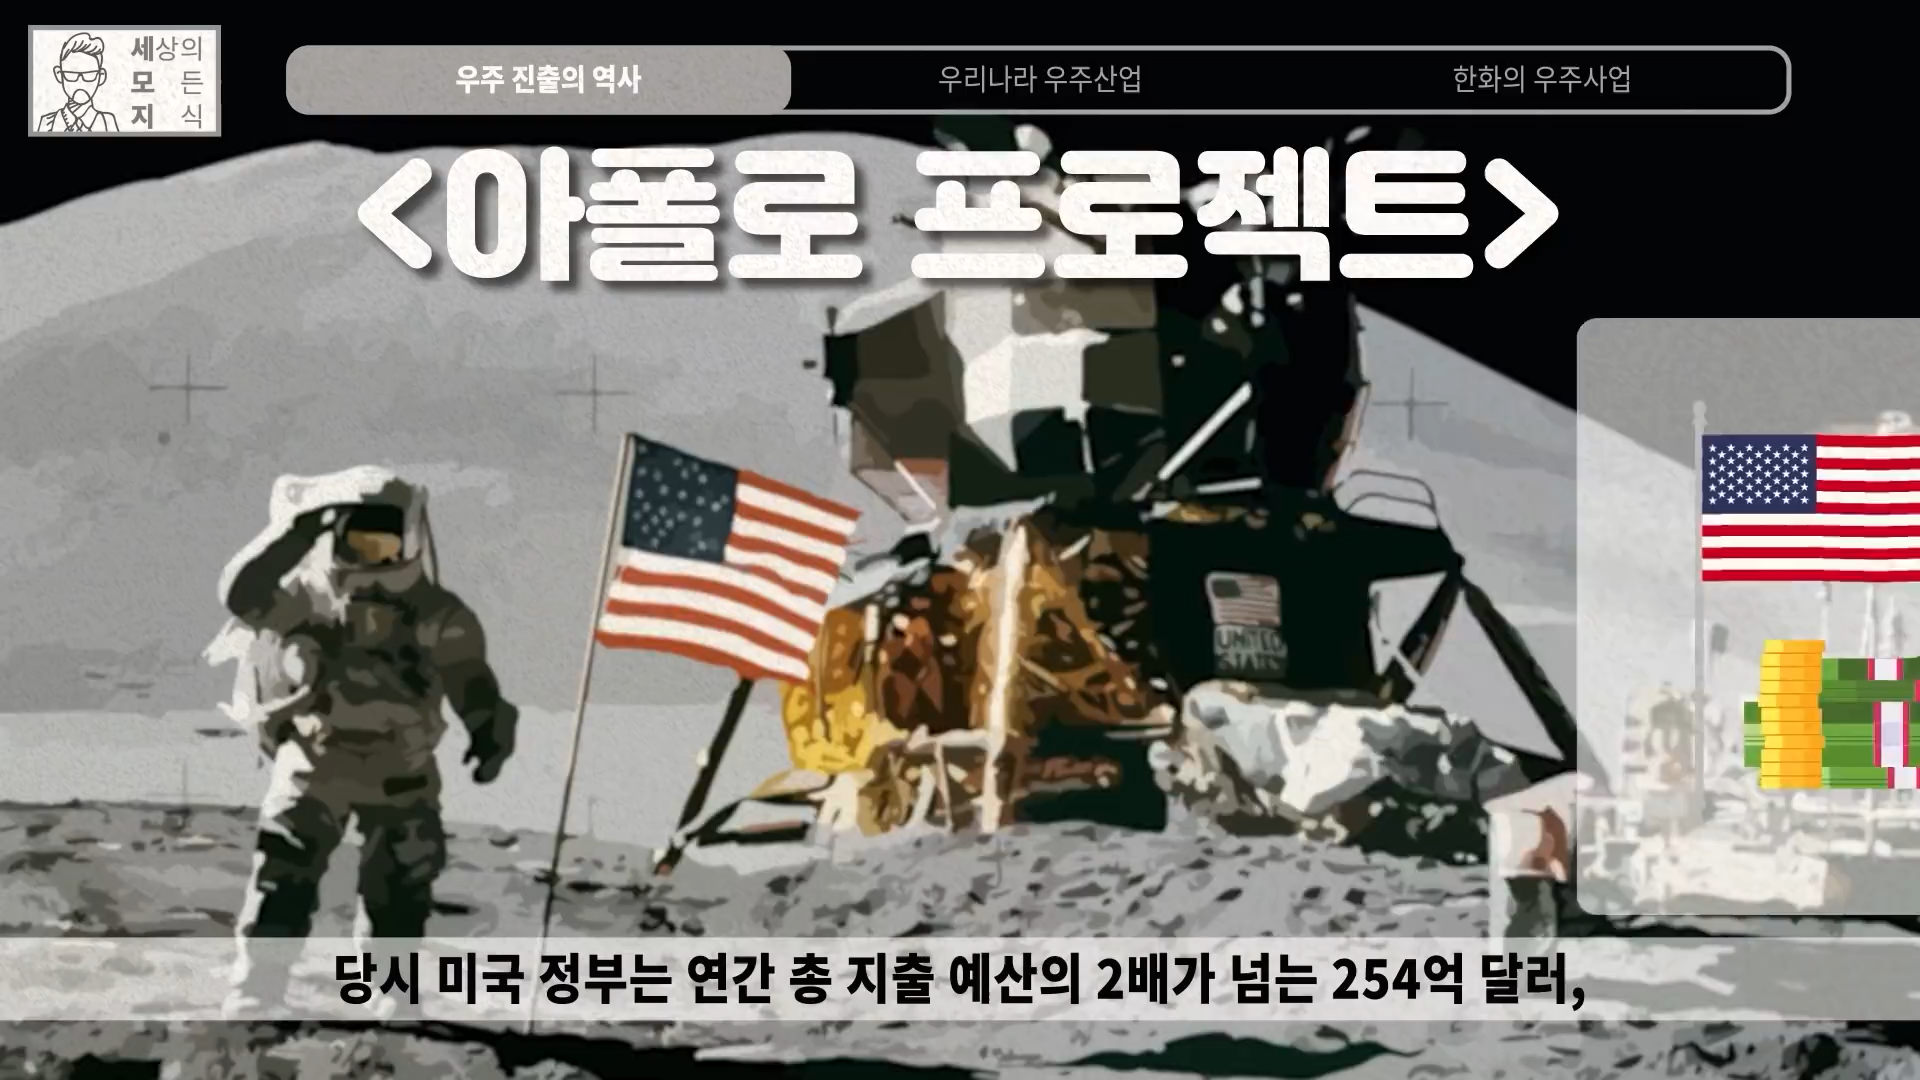 세상의
모 든
지 식
우주 진출의 역사
우리나라 우주산업
한화의 우주사업
<아폴로 프로젝트>
UNITED
STATES
당시 미국 정부는 연간 총 지출 예산의 2배가 넘는 254억 달러,